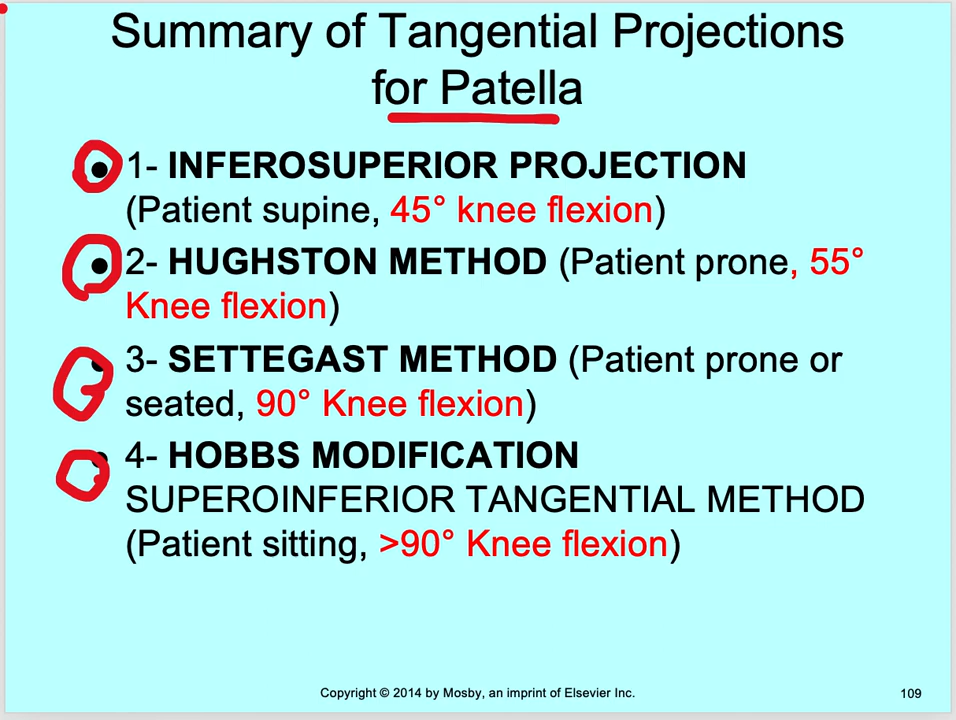 Summary of Tangential Projections
for Patella
• 1- INFEROSUPERIOR PROJECTION
(Patient supine, 45° knee flexion)
• 2- HUGHSTON METHOD (Patient prone, 55°
Knee flexion)
• 3- SETTEGAST METHOD (Patient prone or
seated, 90° Knee flexion)
• 4- HOBBS MODIFICATION
SUPEROINFERIOR TANGENTIAL METHOD
(Patient sitting, >90° Knee flexion)
Copyright © 2014 by Mosby, an imprint of Elsevier Inc.
109